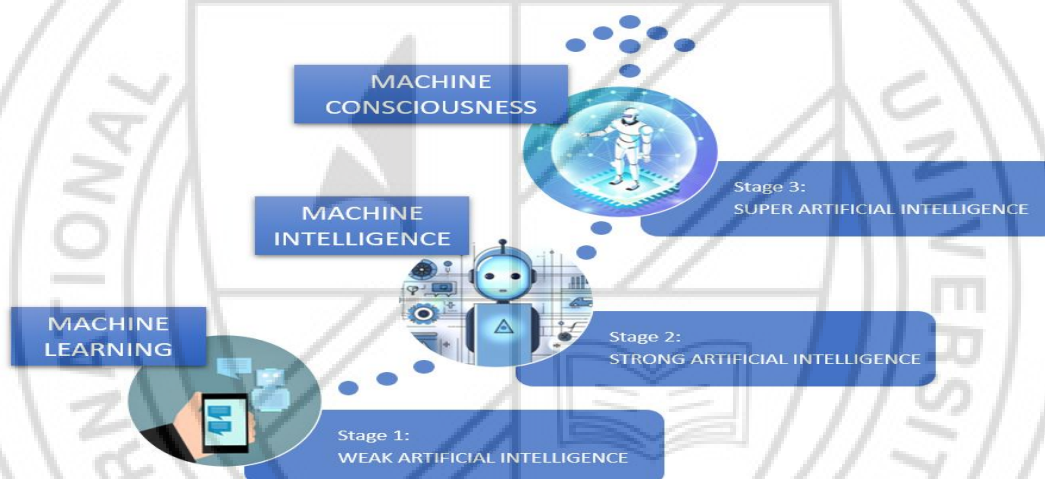 MACHINE
CONSCIOUSNESS
Stage 3:
SUPER ARTIFICIAL INTELLIGENCE
MACHINE
INTELLIGENCE
Stage 2:
STRONG ARTIFICIAL INTELLIGENCE
MACHINE
LEARNING
Stage 1:
WEAK ARTIFICIAL INTELLIGENCE
UNIVERSIT